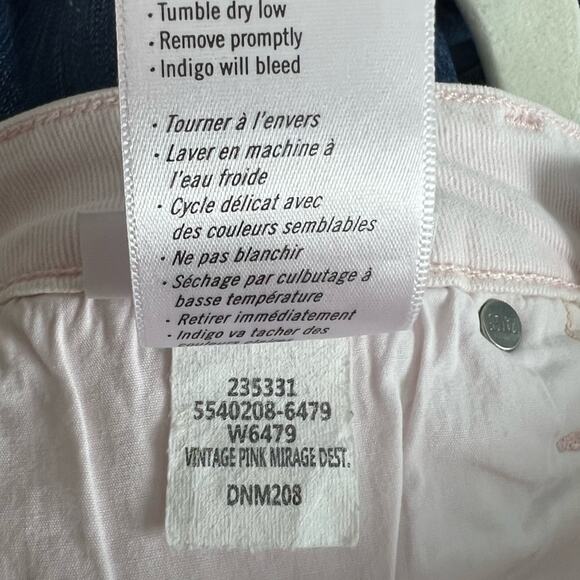 · Tumble dry low
· Remove promptly
· Indigo will bleed
· Tourner à l'envers
· Laver en machine à
l'eau froide
· Cycle délicat avec
des couleurs semblables
· Ne pas blanchir
· Séchage par culbutage à
basse température
· Retirer immédiatement
· Indigo va tacher des
235331
5540208-6479
W6479
VINTAGE PINK MIRAGE DEST.
DNM208